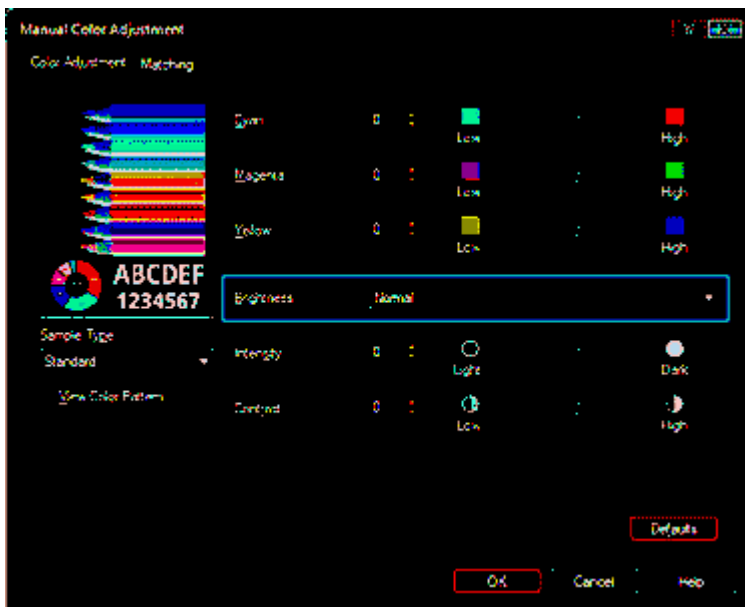 Manual Color Adjustment
Color Adjustment Matching
Cyan 0 Low High
Magenta 0 Low High
Yellow 0 Low High
ABCDEF
1234567
Brightness Normal
Sample Type
Standard
Intensity 0 Light Dark
View Color Pattern
Contrast 0 Low High
Defaults
OK Cancel Help